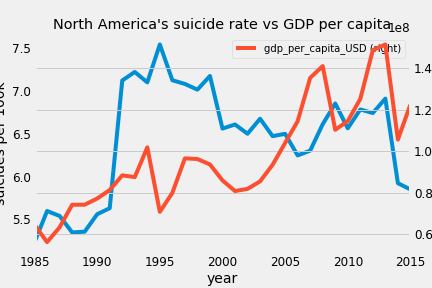 North America's suicide rate vs GDP per capita
1e8
gdp_per_capita_USD (right)
7.5
7.0
6.5
6.0
5.5
1.4
1.2
1.0
0.8
0.6
suicides per 100k
1985 1990 1995 2000 2005 2010 2015
year